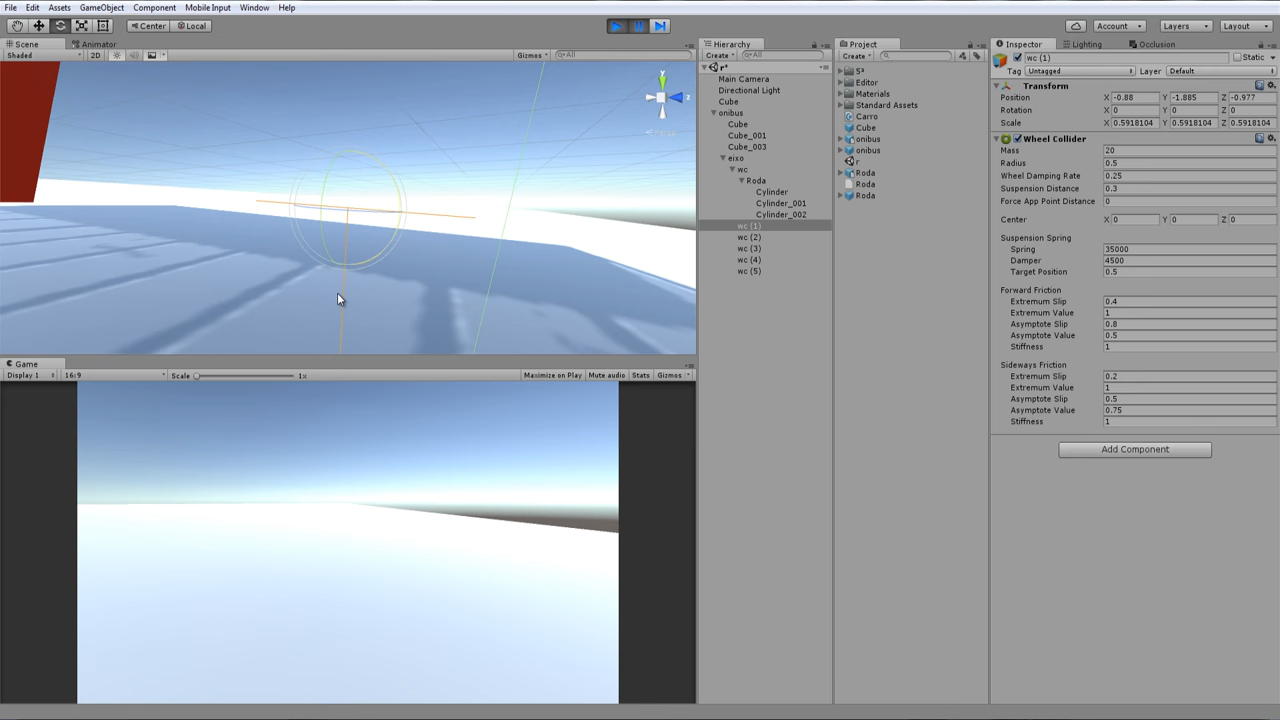 File Edit Assets GameObject Component Mobile Input Window Help
Center Local Account Layers Layout
Scene Animator
Shaded 2D Gizmos All
y
z
Persp
Game
Display 1 16:9 Scale 1x Maximize on Play Mute audio Stats Gizmos
Hierarchy
Create All
r*
Main Camera
Directional Light
Cube
onibus
Cube
Cube_001
Cube_003
eixo
wc
Roda
Cylinder
Cylinder_001
Cylinder_002
wc (1)
wc (2)
wc (3)
wc (4)
wc (5)
Project
Create
5ª
Editor
Materials
Standard Assets
Carro
Cube
onibus
onibus
r
Roda
Roda
Roda
Inspector Lighting Occlusion
wc (1) Static
Tag Untagged Layer Default
Transform
Position X -0.88 Y -1.885 Z -0.977
Rotation X 0 Y 0 Z 0
Scale X 0.5918104 Y 0.5918104 Z 0.5918104
Wheel Collider
Mass 20
Radius 0.5
Wheel Damping Rate 0.25
Suspension Distance 0.3
Force App Point Distance 0
Center X 0 Y 0 Z 0
Suspension Spring
Spring 35000
Damper 4500
Target Position 0.5
Forward Friction
Extremum Slip 0.4
Extremum Value 1
Asymptote Slip 0.8
Asymptote Value 0.5
Stiffness 1
Sideways Friction
Extremum Slip 0.2
Extremum Value 1
Asymptote Slip 0.5
Asymptote Value 0.75
Stiffness 1
Add Component